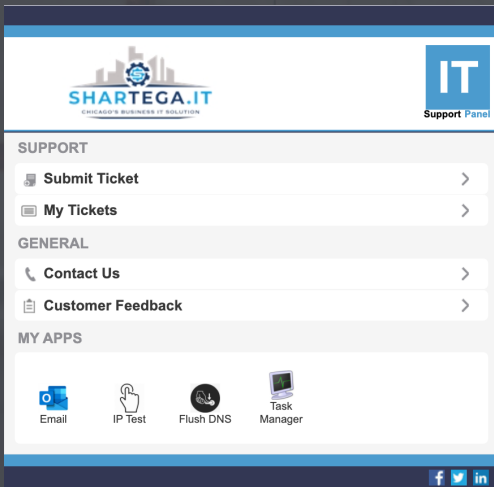 SHARTEGA.IT
CHICAGO'S BUSINESS IT SOLUTION
IT
Support Panel
SUPPORT
Submit Ticket
My Tickets
GENERAL
Contact Us
Customer Feedback
MY APPS
Email
IP Test
Flush DNS
Task
Manager